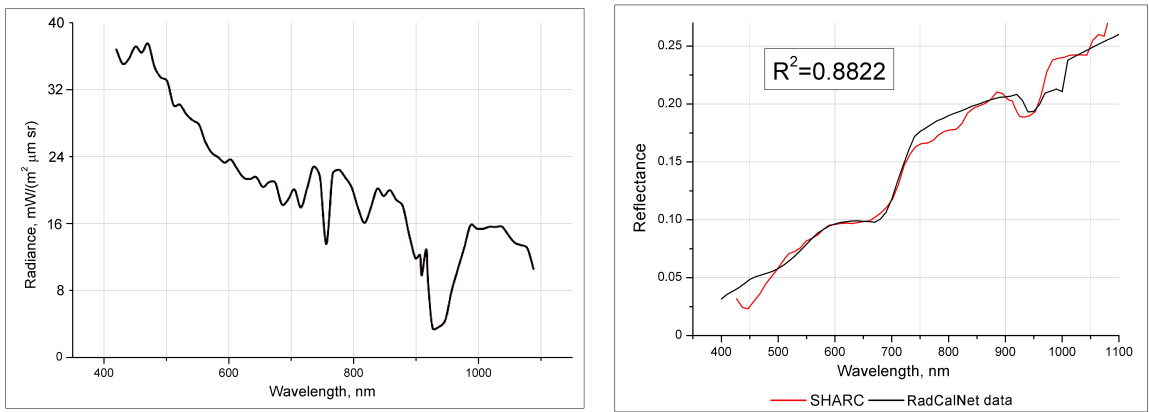 40
32
24
16
8
0
Radiance, mW/(m² μm sr)
400 600 800 1000
Wavelength, nm
R²=0.8822
0.25
0.20
0.15
0.10
0.05
0
Reflectance
400 500 600 700 800 900 1000 1100
Wavelength, nm
SHARC RadCalNet data